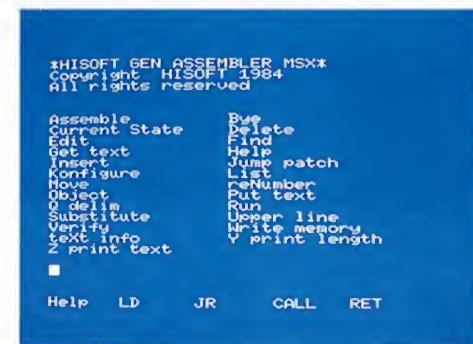 *HISOFT GEN ASSEMBLER MSX*
Copyright HISOFT 1984
All rights reserved
Assemble Bye
Current State Delete
Edit Find
Get text Help
Insert Jump patch
Konfigure List
Move reNumber
Object Put text
Q delim Run
Substitute Upper line
Verify Write memory
teXt info Y print length
Z print text
Help LD JR CALL RET